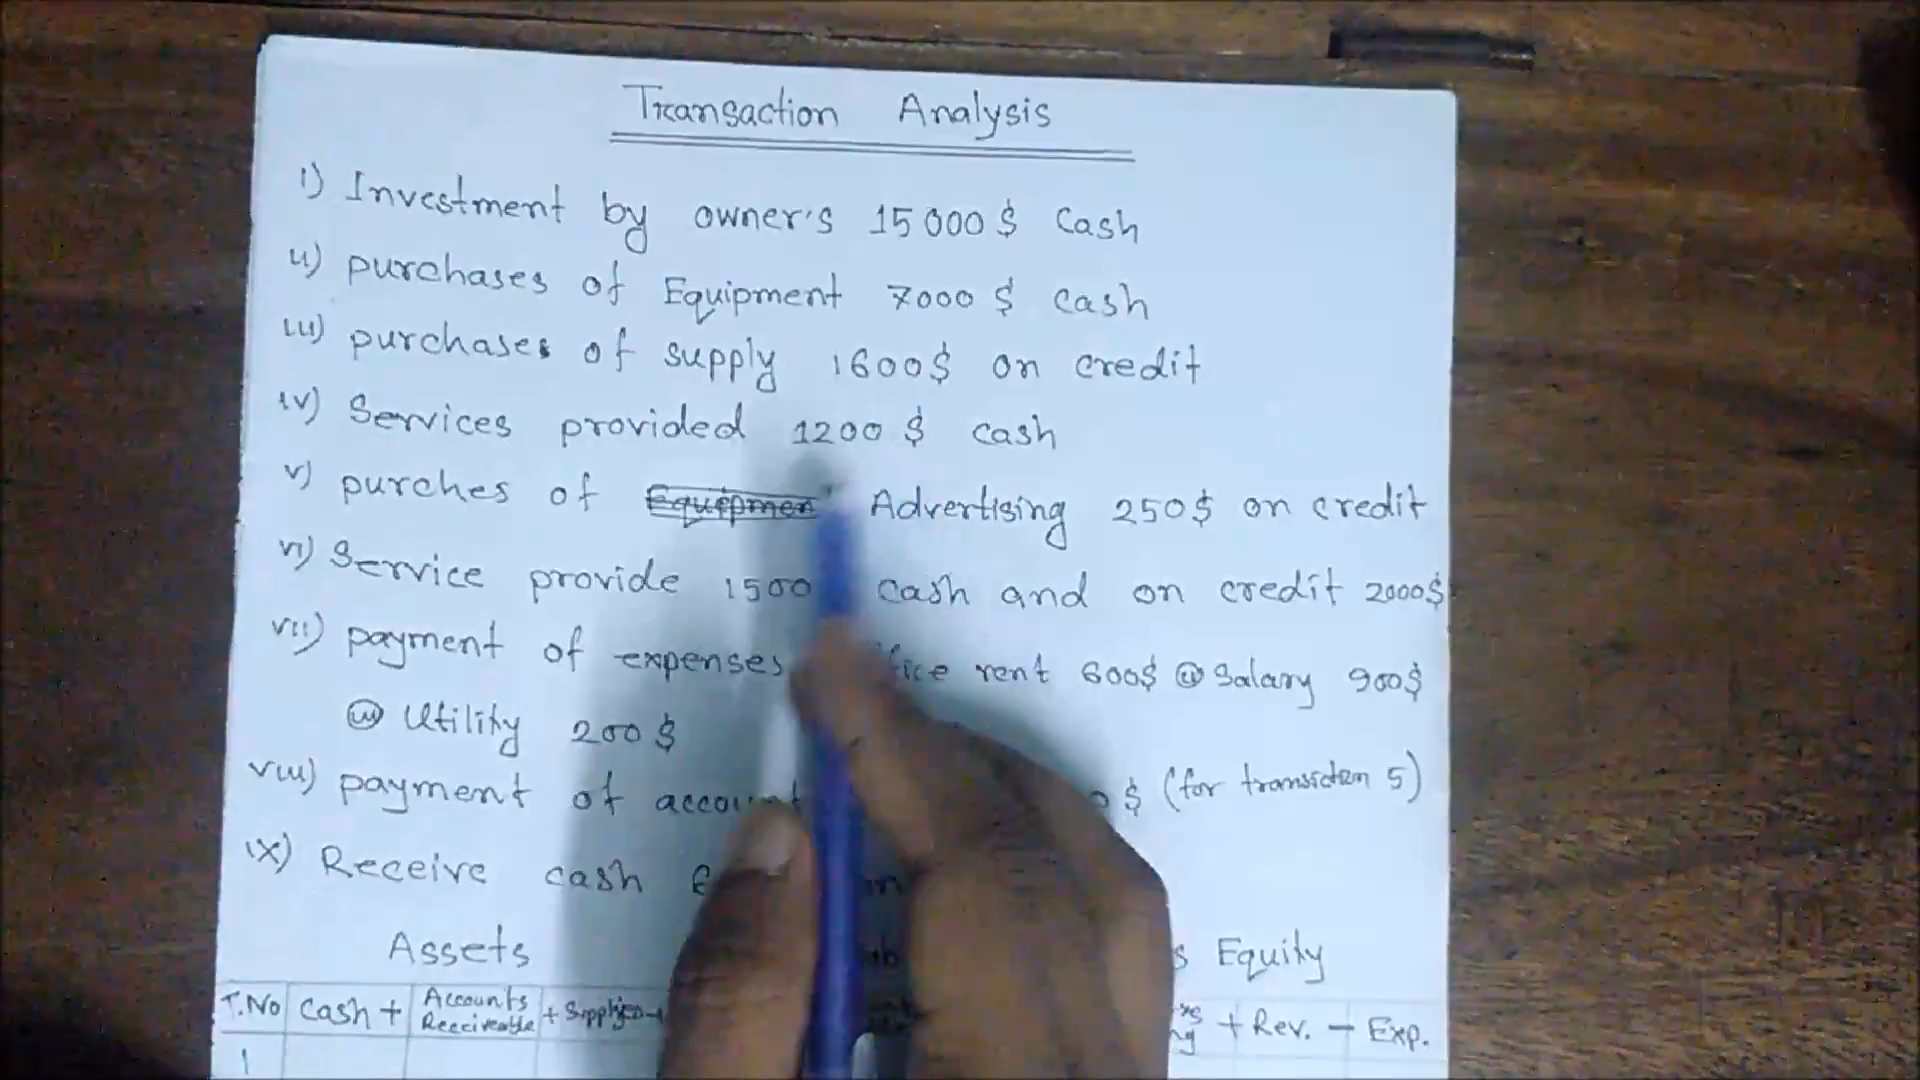 Transaction Analysis
i) Investment by owner's 15000$ Cash
ii) purchases of Equipment 7000$ cash
iii) purchases of supply 1600$ on credit
iv) Services provided 1200$ cash
v) purches of Equipmen Advertising 250$ on credit
vi) Service provide 1500 cash and on credit 2000$
vii) payment of expenses rent 600$ ⓘⓘ Salary 900$
ⓘⓘⓘ Utility 200$
viii) payment of $ (for transiction 5)
ix) Receive cash
Assets Equity
T.No Cash + Accounts Receiveable + Supplies + + Rev. - Exp.
1